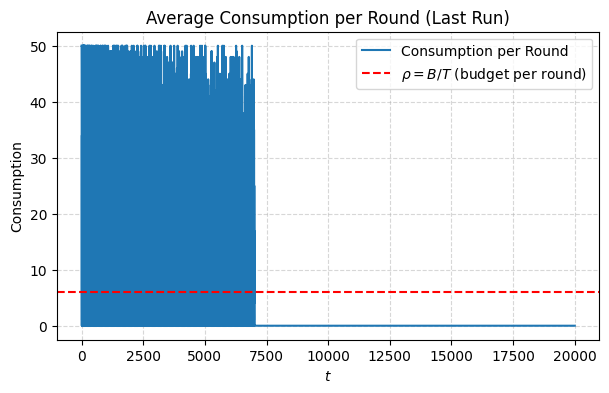 Average Consumption per Round (Last Run)
Consumption per Round
ρ = B/T (budget per round)
Consumption
50
40
30
20
10
0
0 2500 5000 7500 10000 12500 15000 17500 20000
t